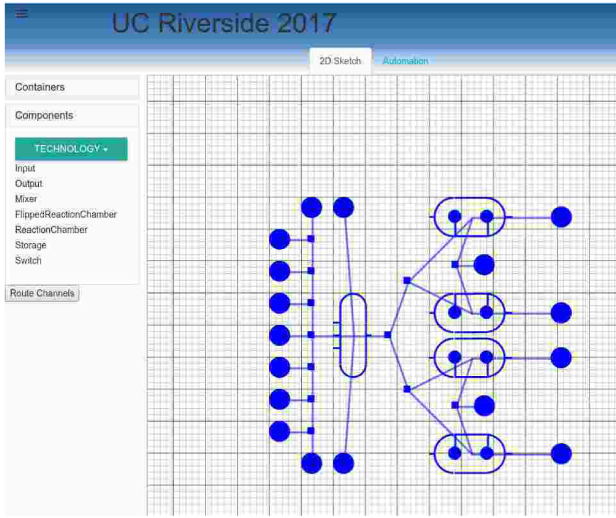 UC Riverside 2017
2D Sketch Automation
Containers
Components
TECHNOLOGY
Input
Output
Mixer
FlippedReactionChamber
ReactionChamber
Storage
Switch
Route Channels